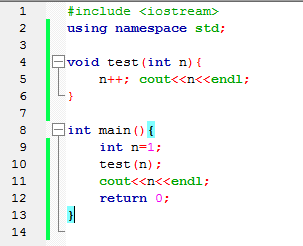 1 #include <iostream>
2 using namespace std;
3
4 void test(int n){
5 n++; cout<<n<<endl;
6 }
7
8 int main(){
9 int n=1;
10 test(n);
11 cout<<n<<endl;
12 return 0;
13 }
14